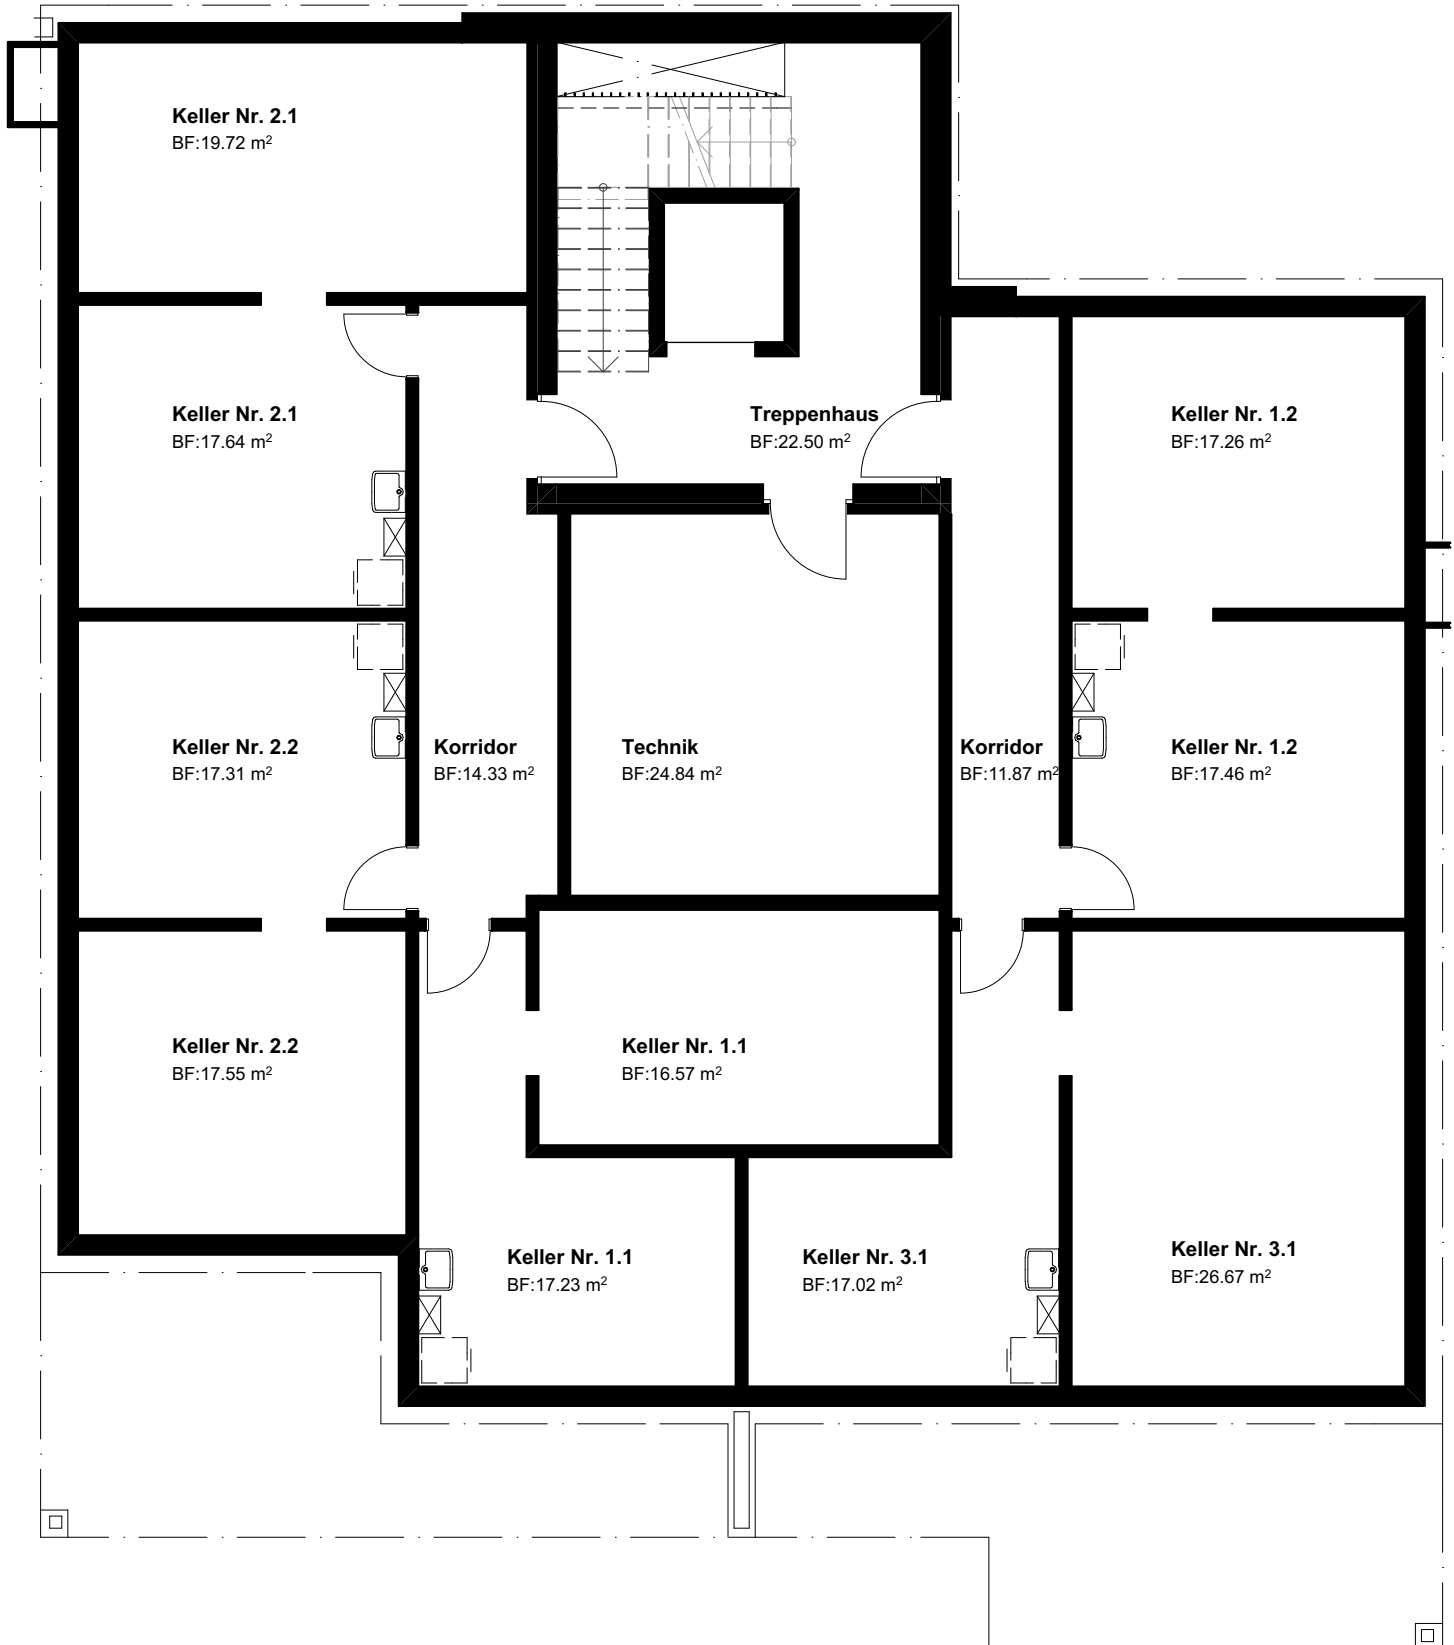 Keller Nr. 2.1
BF:19.72 m²
Keller Nr. 2.1
BF:17.64 m²
Treppenhaus
BF:22.50 m²
Keller Nr. 1.2
BF:17.26 m²
Keller Nr. 2.2
BF:17.31 m²
Korridor
BF:14.33 m²
Technik
BF:24.84 m²
Korridor
BF:11.87 m²
Keller Nr. 1.2
BF:17.46 m²
Keller Nr. 2.2
BF:17.55 m²
Keller Nr. 1.1
BF:16.57 m²
Keller Nr. 1.1
BF:17.23 m²
Keller Nr. 3.1
BF:17.02 m²
Keller Nr. 3.1
BF:26.67 m²